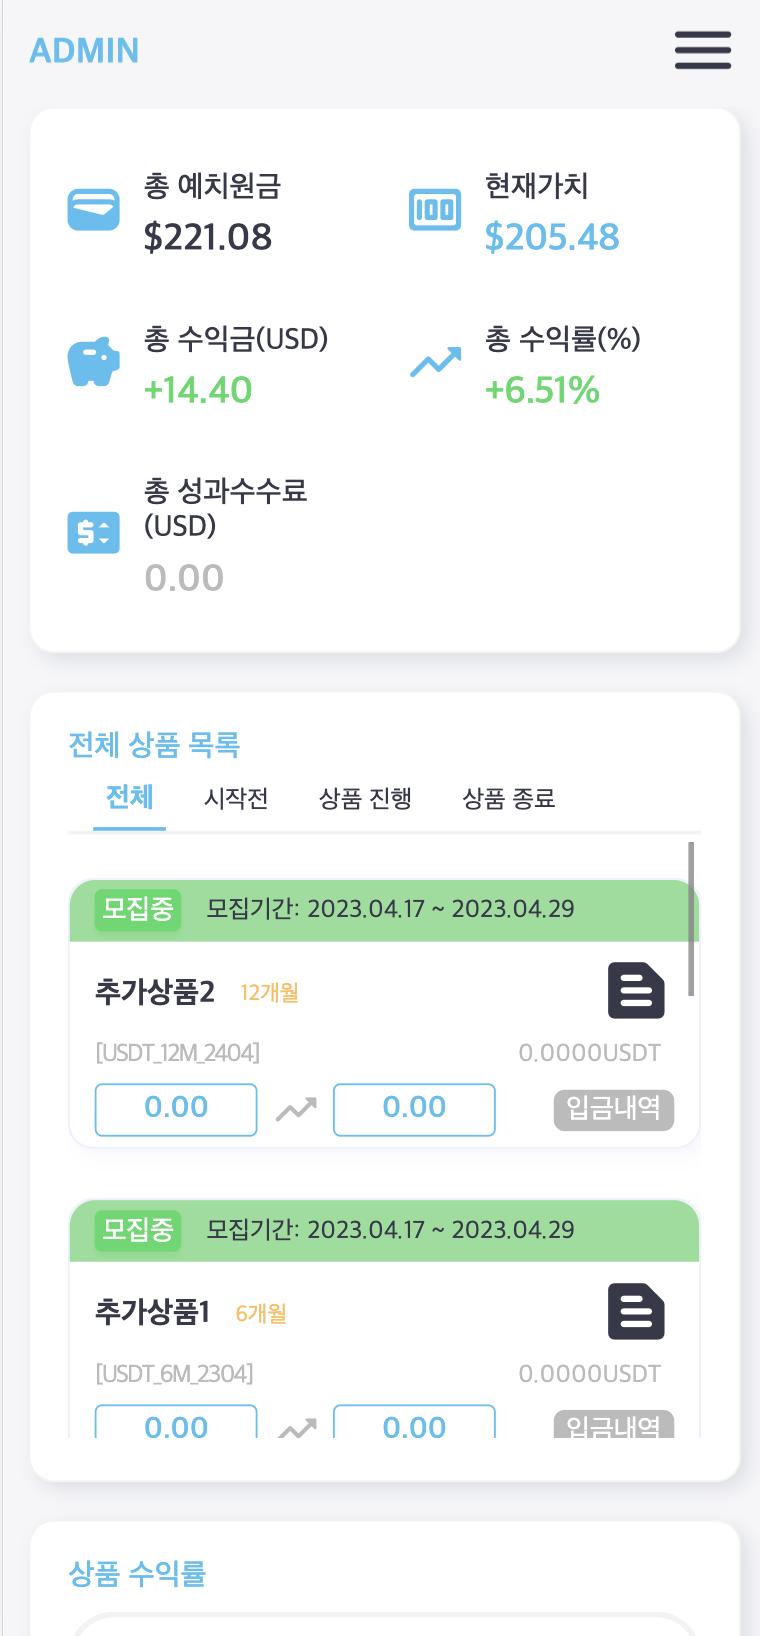 ADMIN
총 예치원금
$221.08
현재가치
$205.48
총 수익금(USD)
+14.40
총 수익률(%)
+6.51%
총 성과수수료
(USD)
0.00
전체 상품 목록
전체 시작전 상품 진행 상품 종료
모집중 모집기간: 2023.04.17 ~ 2023.04.29
추가상품2 12개월
[USDT_12M_2404] 0.0000USDT
0.00 0.00 입금내역
모집중 모집기간: 2023.04.17 ~ 2023.04.29
추가상품1 6개월
[USDT_6M_2304] 0.0000USDT
0.00 0.00 입금내역
상품 수익률